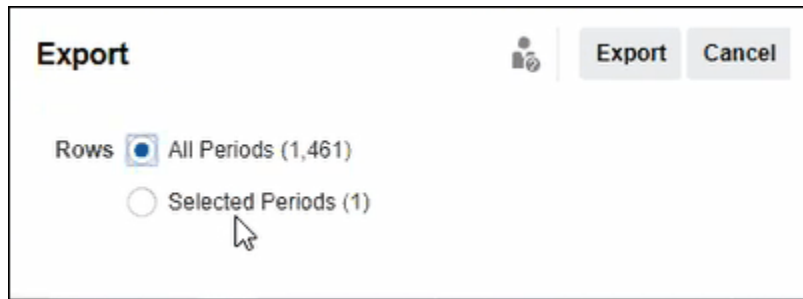 Export Export Cancel
Rows All Periods (1,461)
Selected Periods (1)